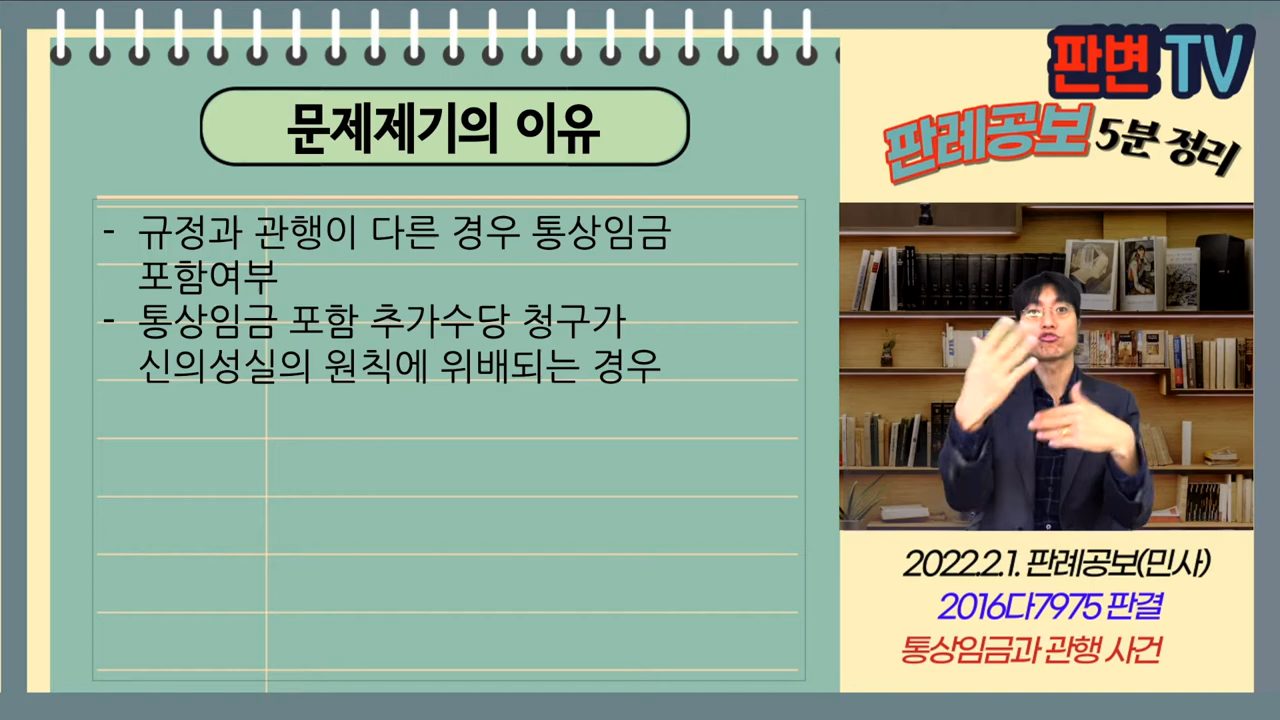 문제제기의 이유
- 규정과 관행이 다른 경우 통상임금
포함여부
- 통상임금 포함 추가수당 청구가
신의성실의 원칙에 위배되는 경우
판변 TV
판례공보 5분 정리
2022.2.1. 판례공보(민사)
2016다7975 판결
통상임금과 관행 사건